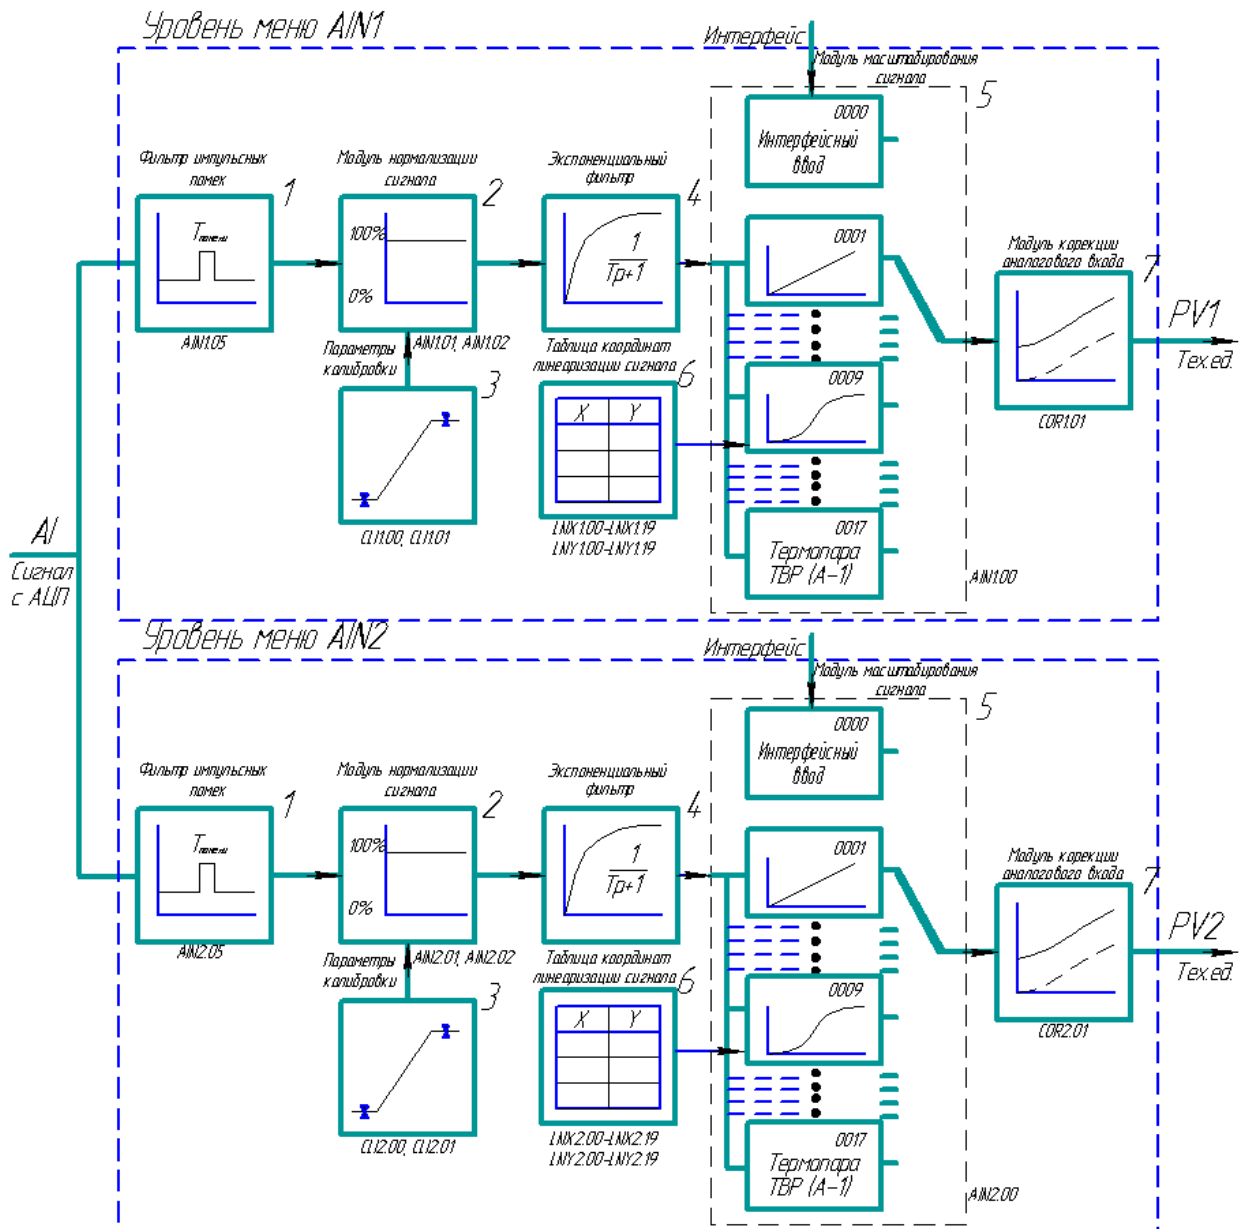 Уровень меню AIN1
Интерфейс
Модуль масштабирования
сигнала
5
0000
Интерфейсный
ввод
Фильтр импульсных
помех
1
Тпомехи
AIN1.05
Модуль нормализации
сигнала
2
100%
0%
AIN1.01, AIN1.02
Экспоненциальный
фильтр
4
1
Тр+1
0001
Модуль корекции
аналогового входа
7
COR1.01
PV1
Тех.ед.
Параметры
калибровки
3
CLI1.00, CLI1.01
Таблица координат
линеаризации сигнала
6
X Y
LNX1.00-LNX1.19
LNY1.00-LNY1.19
0009
0017
Термопара
ТВР (А-1)
AIN1.00
AI
Сигнал
с АЦП
Уровень меню AIN2
Интерфейс
Модуль масштабирования
сигнала
5
0000
Интерфейсный
ввод
Фильтр импульсных
помех
1
Тпомехи
AIN2.05
Модуль нормализации
сигнала
2
100%
0%
AIN2.01, AIN2.02
Экспоненциальный
фильтр
4
1
Тр+1
0001
Модуль корекции
аналогового входа
7
COR2.01
PV2
Тех.ед.
Параметры
калибровки
3
CLI2.00, CLI2.01
Таблица координат
линеаризации сигнала
6
X Y
LNX2.00-LNX2.19
LNY2.00-LNY2.19
0009
0017
Термопара
ТВР (А-1)
AIN2.00